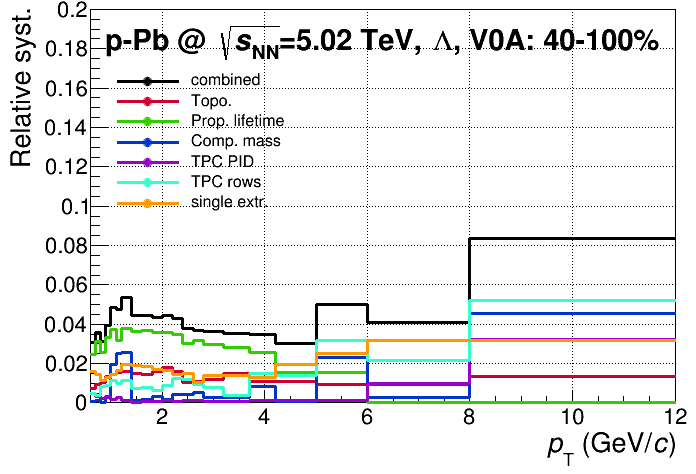 p-Pb @ √sNN=5.02 TeV, Λ, V0A: 40-100%
Relative syst.
combined
Topo.
Prop. lifetime
Comp. mass
TPC PID
TPC rows
single extr.
0.2
0.18
0.16
0.14
0.12
0.1
0.08
0.06
0.04
0.02
0
2
4
6
8
10
12
pT (GeV/c)